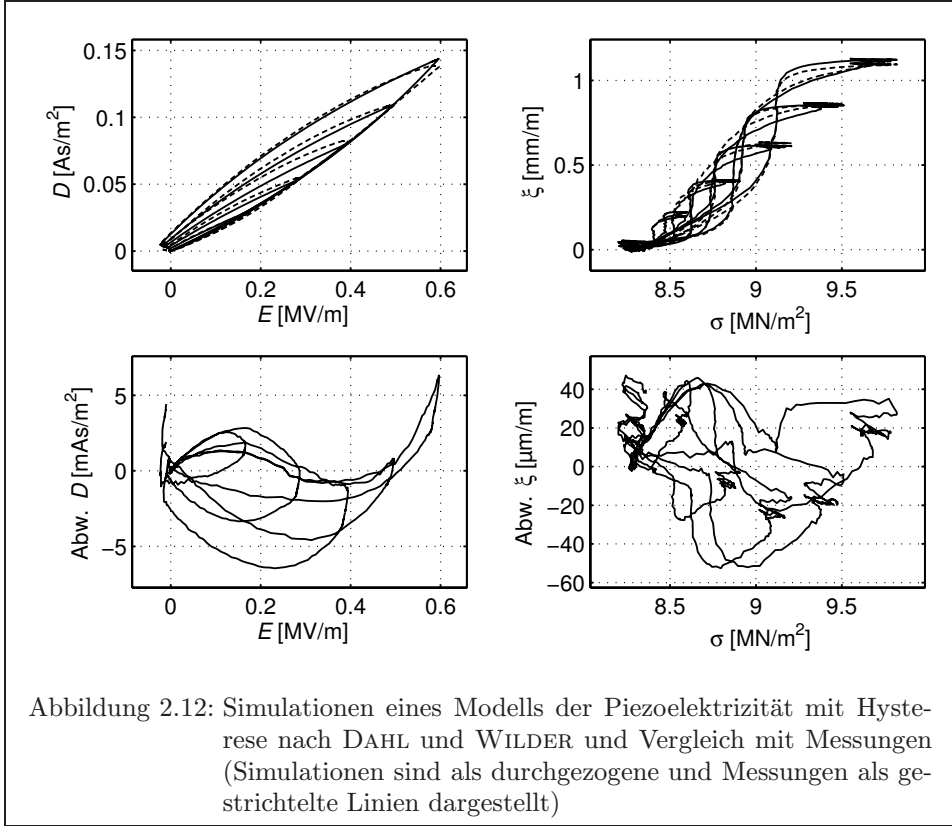 0.15
0.1
0.05
0
D [As/m²]
0
0.2
0.4
0.6
E [MV/m]
1
0.5
0
ξ [mm/m]
8.5
9
9.5
σ [MN/m²]
5
0
−5
Abw. D [mAs/m²]
0
0.2
0.4
0.6
E [MV/m]
40
20
0
−20
−40
−60
Abw. ξ [μm/m]
8.5
9
9.5
σ [MN/m²]
Abbildung 2.12: Simulationen eines Modells der Piezoelektrizität mit Hyste-
rese nach DAHL und WILDER und Vergleich mit Messungen
(Simulationen sind als durchgezogene und Messungen als ge-
strichelte Linien dargestellt)